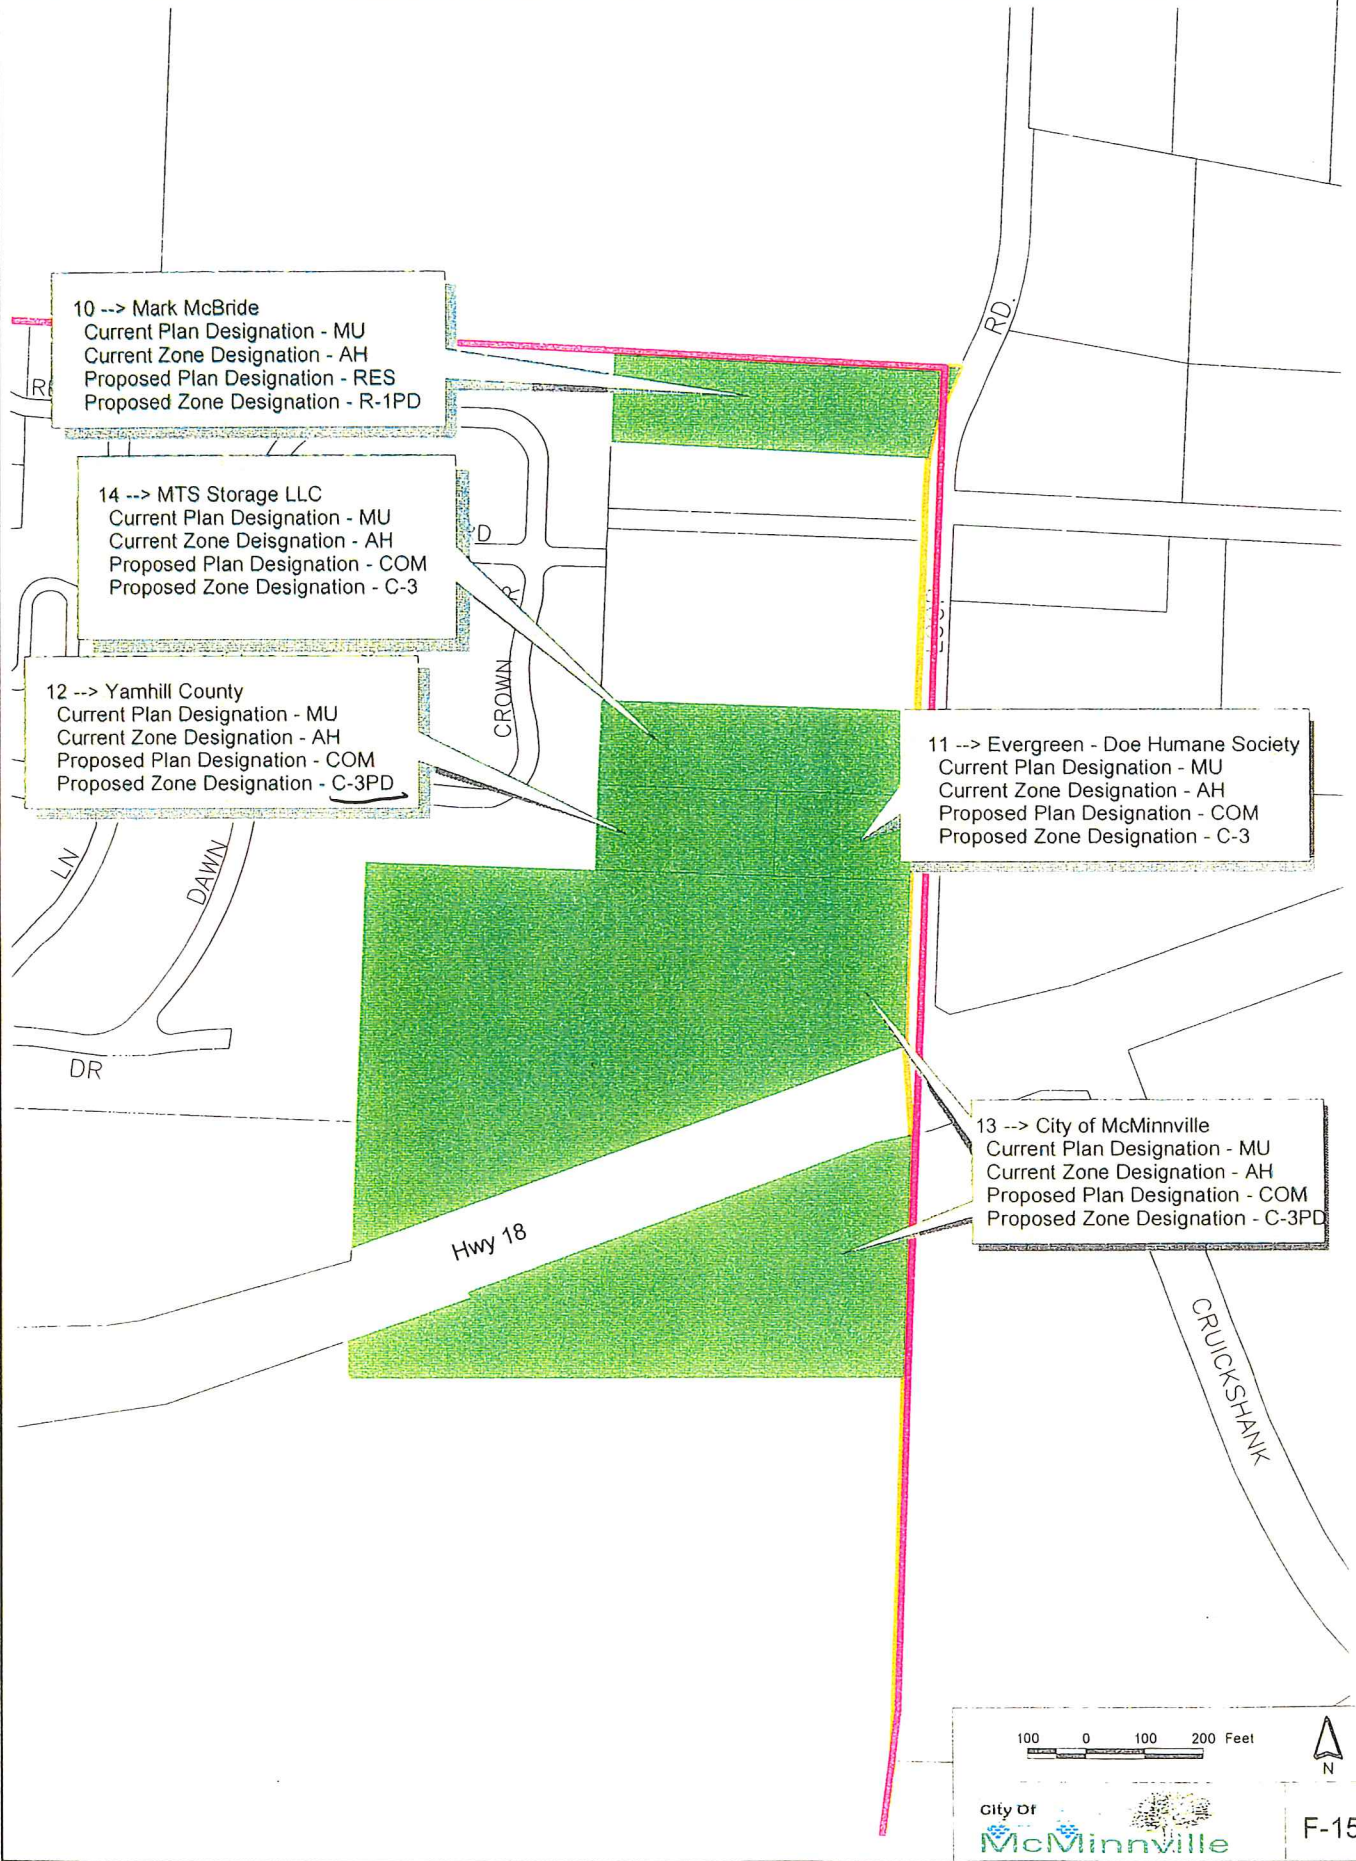 RD.
10 --> Mark McBride
Current Plan Designation - MU
Current Zone Designation - AH
Proposed Plan Designation - RES
Proposed Zone Designation - R-1PD
14 --> MTS Storage LLC
Current Plan Designation - MU
Current Zone Deisgnation - AH
Proposed Plan Designation - COM
Proposed Zone Designation - C-3
12 --> Yamhill County
Current Plan Designation - MU
Current Zone Designation - AH
Proposed Plan Designation - COM
Proposed Zone Designation - C-3PD
CROWN
11 --> Evergreen - Doe Humane Society
Current Plan Designation - MU
Current Zone Designation - AH
Proposed Plan Designation - COM
Proposed Zone Designation - C-3
LN
DAWN
DR
13 --> City of McMinnville
Current Plan Designation - MU
Current Zone Designation - AH
Proposed Plan Designation - COM
Proposed Zone Designation - C-3PD
Hwy 18
CRUICKSHANK
100 0 100 200 Feet
N
City Of
McMinnville
F-15